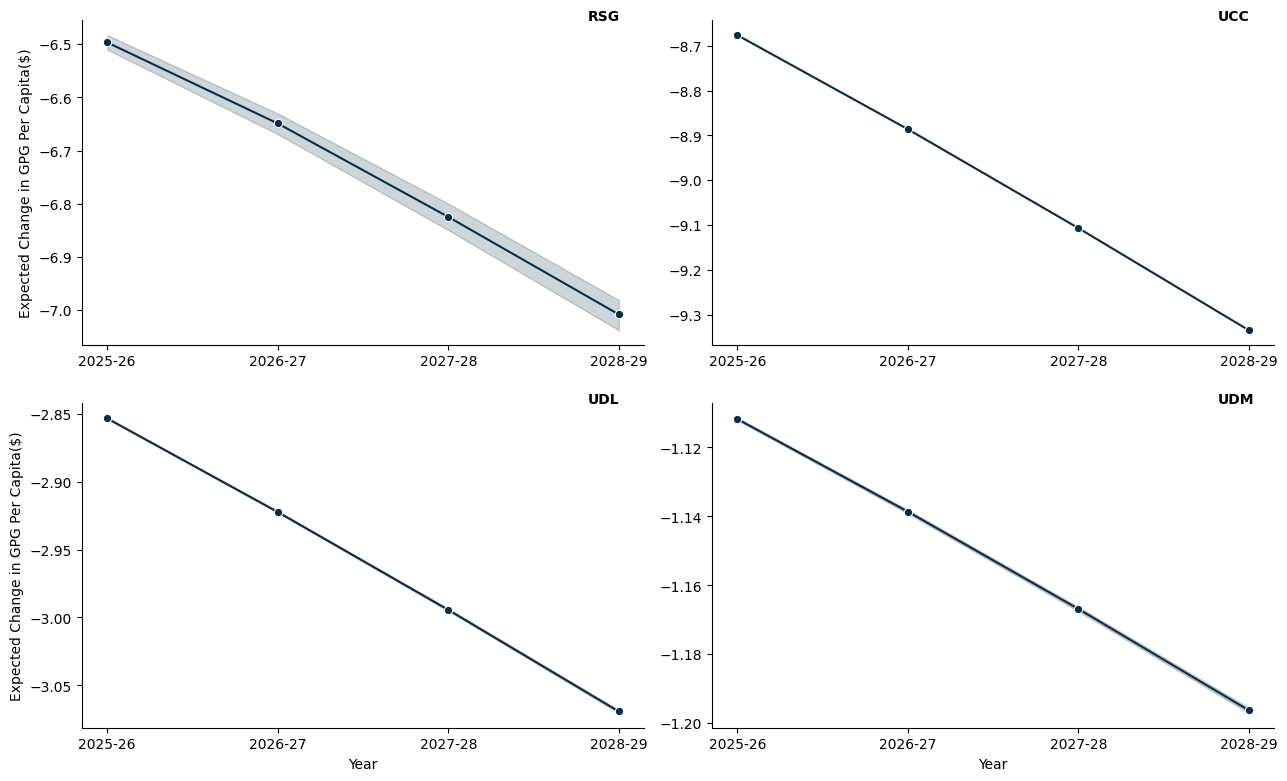 RSG
Expected Change in GPG Per Capita($)
−6.5
−6.6
−6.7
−6.8
−6.9
−7.0
2025-26 2026-27 2027-28 2028-29
UCC
−8.7
−8.8
−8.9
−9.0
−9.1
−9.2
−9.3
2025-26 2026-27 2027-28 2028-29
UDL
Expected Change in GPG Per Capita($)
−2.85
−2.90
−2.95
−3.00
−3.05
2025-26 2026-27 2027-28 2028-29
Year
UDM
−1.12
−1.14
−1.16
−1.18
−1.20
2025-26 2026-27 2027-28 2028-29
Year